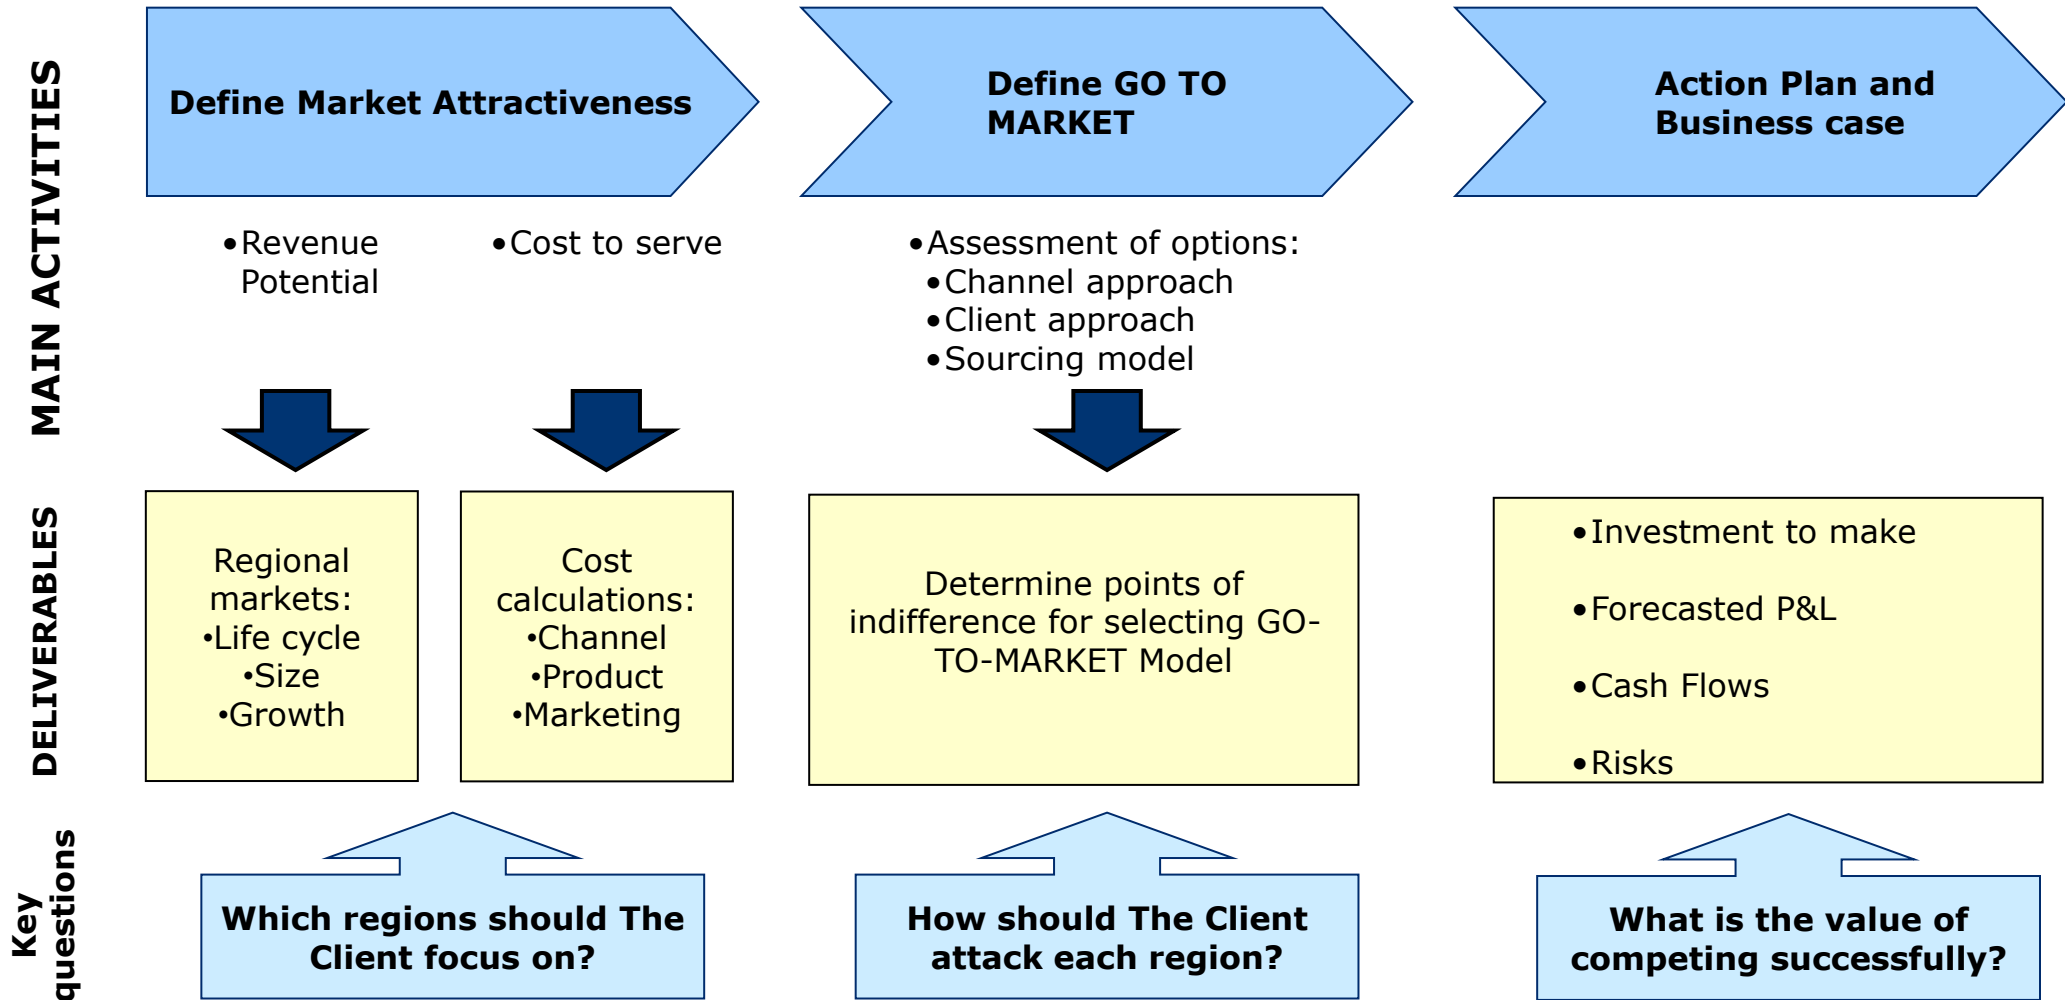 MAIN ACTIVITIES
Define Market Attractiveness
Define GO TO
MARKET
Action Plan and
Business case
•Revenue
Potential
•Cost to serve
•Assessment of options:
•Channel approach
•Client approach
•Sourcing model
DELIVERABLES
Regional
markets:
•Life cycle
•Size
•Growth
Cost
calculations:
•Channel
•Product
•Marketing
Determine points of
indifference for selecting GO-
TO-MARKET Model
•Investment to make
•Forecasted P&L
•Cash Flows
•Risks
Key
questions
Which regions should The
Client focus on?
How should The Client
attack each region?
What is the value of
competing successfully?